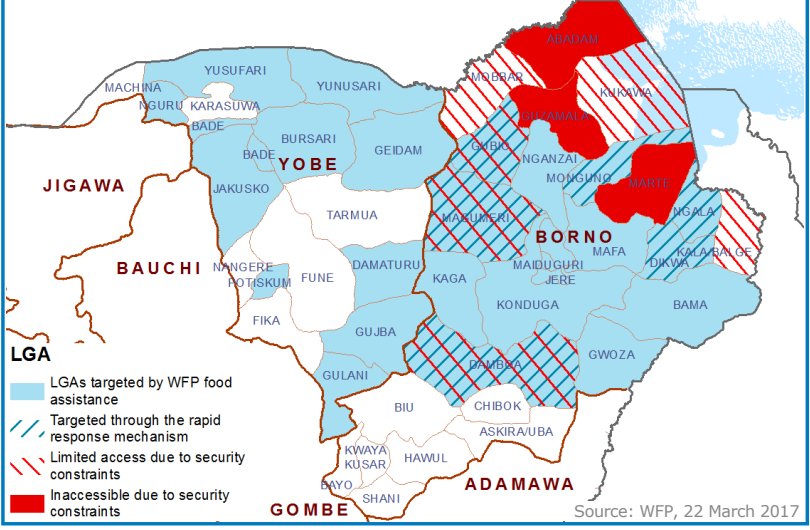 ABADAM
YUSUFARI
MOBBAR
MACHINA
YUNUSARI
KUKAWA
NGURU
KARASUWA
GUZAMALA
BADE
BURSARI
GUBIO
GEIDAM
BADE
NGANZAI
YOBE
MONGUNO
MARTE
JIGAWA
JAKUSKO
NGALA
TARMUA
MAGUMERI
BORNO
MAFA
KALA/BALGE
BAUCHI
NANGERE
DAMATURU
MAIDUGURI
DIKWA
POTISKUM
FUNE
KAGA
JERE
KONDUGA
BAMA
FIKA
GUJBA
GWOZA
DAMBOA
GULANI
BIU
CHIBOK
ASKIRA/UBA
KWAYA
KUSAR
HAWUL
BAYO
SHANI
ADAMAWA
GOMBE
LGA
LGAs targeted by WFP food
assistance
Targeted through the rapid
response mechanism
Limited access due to security
constraints
Inaccessible due to security
constraints
Source: WFP, 22 March 2017